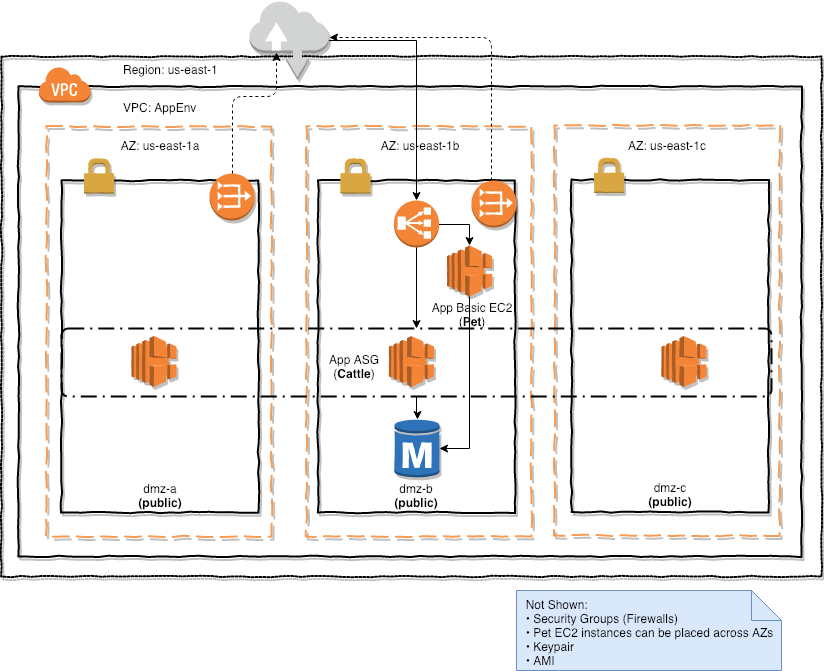 Region: us-east-1
VPC
VPC: AppEnv
AZ: us-east-1a
AZ: us-east-1b
AZ: us-east-1c
App Basic EC2
(Pet)
App ASG
(Cattle)
M
dmz-a
(public)
dmz-b
(public)
dmz-c
(public)
Not Shown:
• Security Groups (Firewalls)
• Pet EC2 instances can be placed across AZs
• Keypair
• AMI